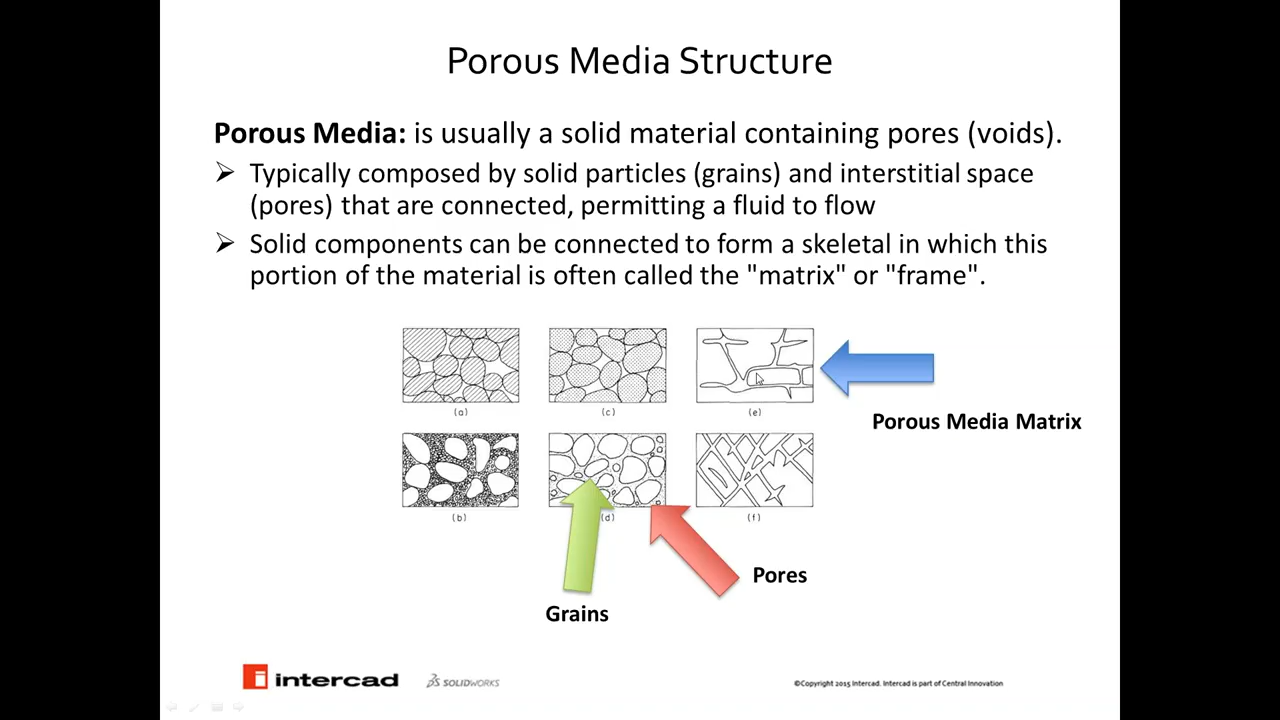 Porous Media Structure
Porous Media: is usually a solid material containing pores (voids).
Typically composed by solid particles (grains) and interstitial space
(pores) that are connected, permitting a fluid to flow
Solid components can be connected to form a skeletal in which this
portion of the material is often called the "matrix" or "frame".
(a)
(c)
(e)
Porous Media Matrix
(b)
(d)
(f)
Pores
Grains
intercad
SOLIDWORKS
©Copyright 2015 Intercad. Intercad is part of Central Innovation